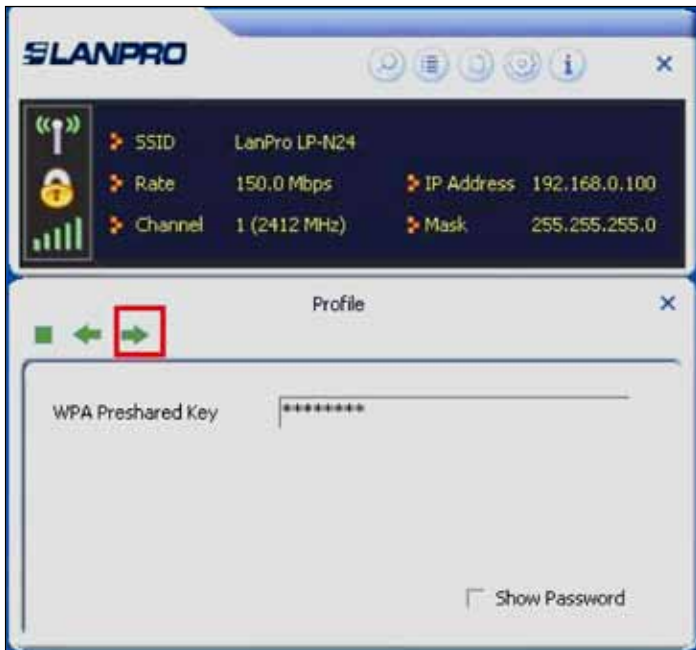 LANPRO
SSID LanPro LP-N24
Rate 150.0 Mbps IP Address 192.168.0.100
Channel 1 (2412 MHz) Mask 255.255.255.0
Profile
WPA Preshared Key ********
Show Password